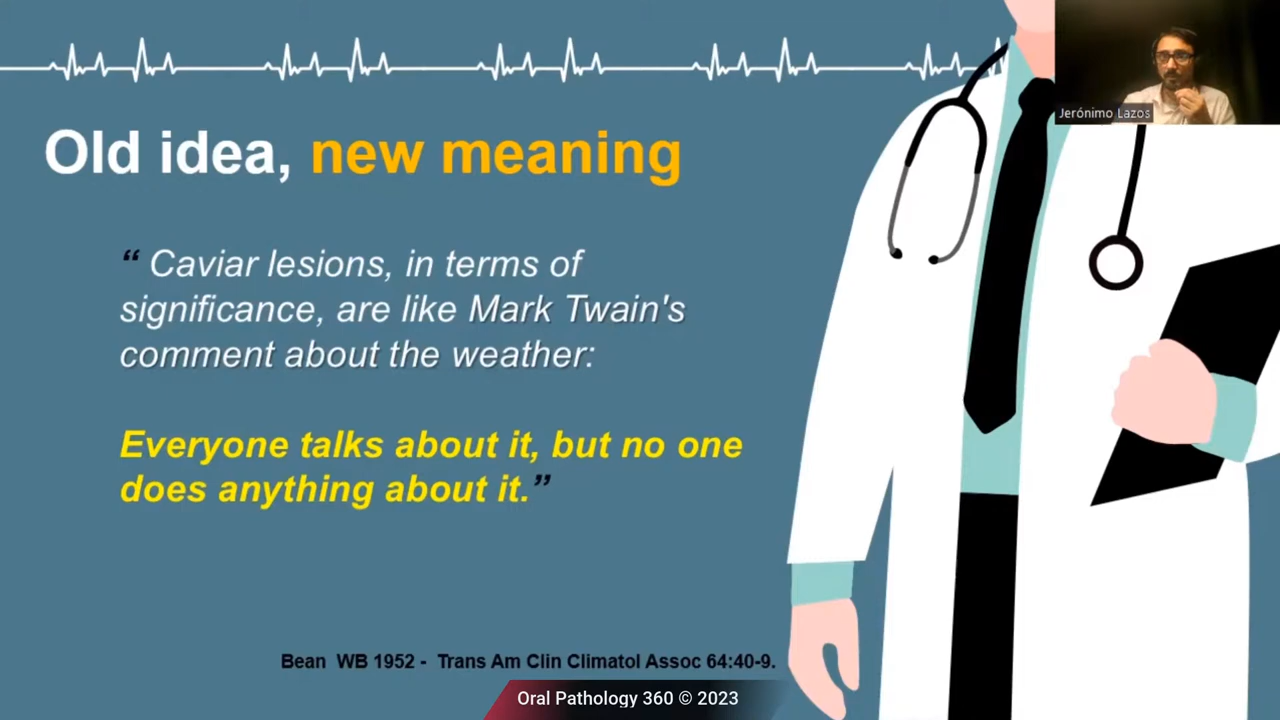 Jerónimo Lazos
Old idea, new meaning
“ Caviar lesions, in terms of
significance, are like Mark Twain's
comment about the weather:
Everyone talks about it, but no one
does anything about it.”
Bean WB 1952 - Trans Am Clin Climatol Assoc 64:40-9.
Oral Pathology 360 © 2023